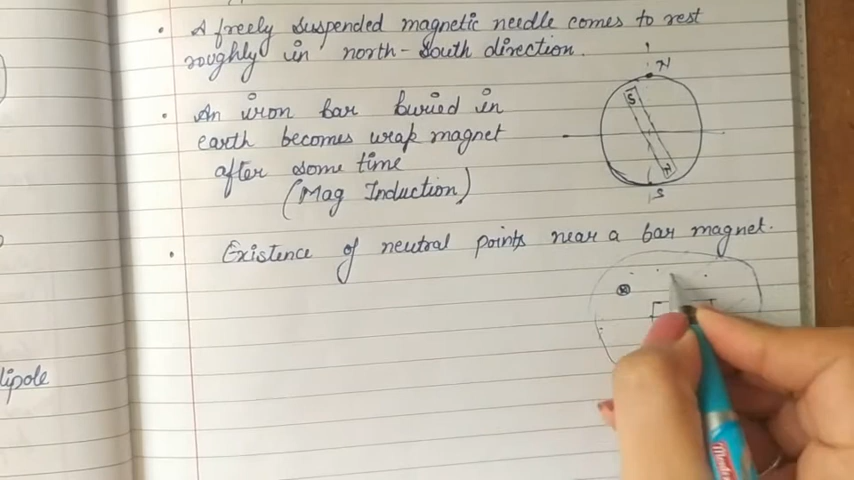 • A freely suspended magnetic needle comes to rest
roughly in north-South direction.
N
• An iron bar buried in
S
earth becomes wrap magnet
after some time
N
(Mag Induction)
S
• Existence of neutral points near a bar magnet.
lipole